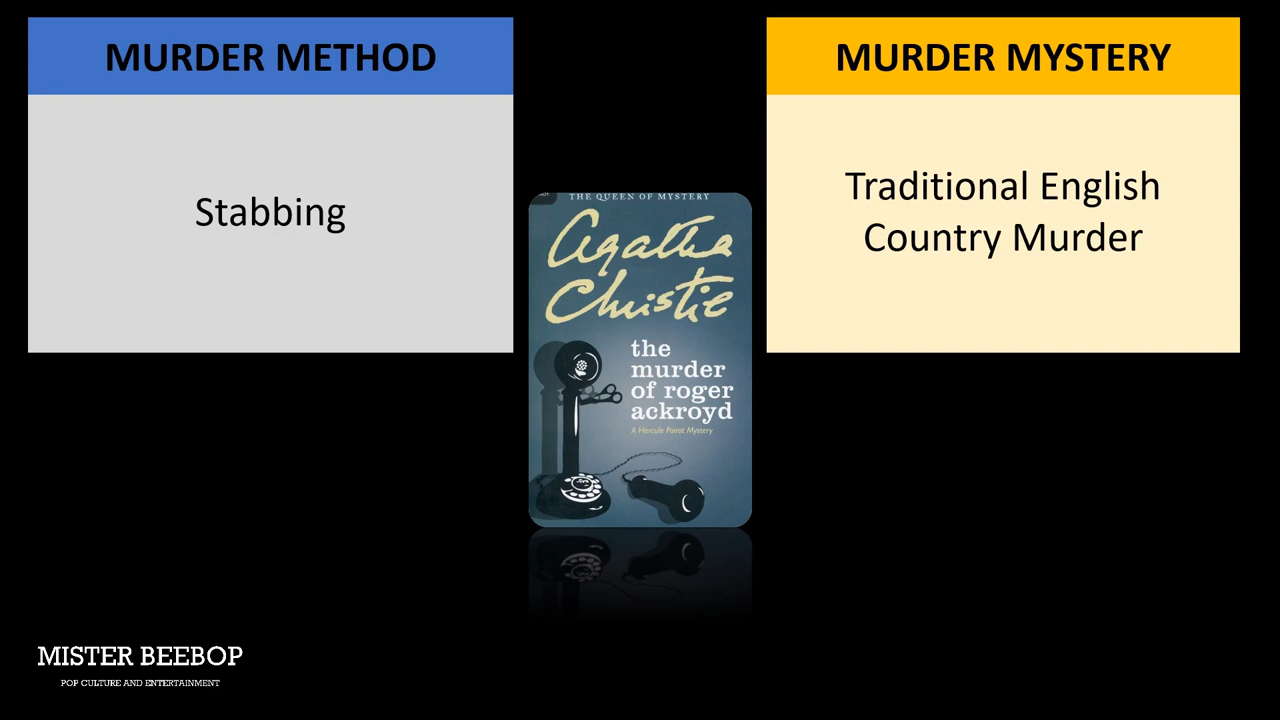 MURDER METHOD
Stabbing
MURDER MYSTERY
Traditional English
Country Murder
THE QUEEN OF MYSTERY
Agatha
Christie
the
murder
of roger
ackroyd
A Hercule Poirot Mystery
MISTER BEEBOP
POP CULTURE AND ENTERTAINMENT